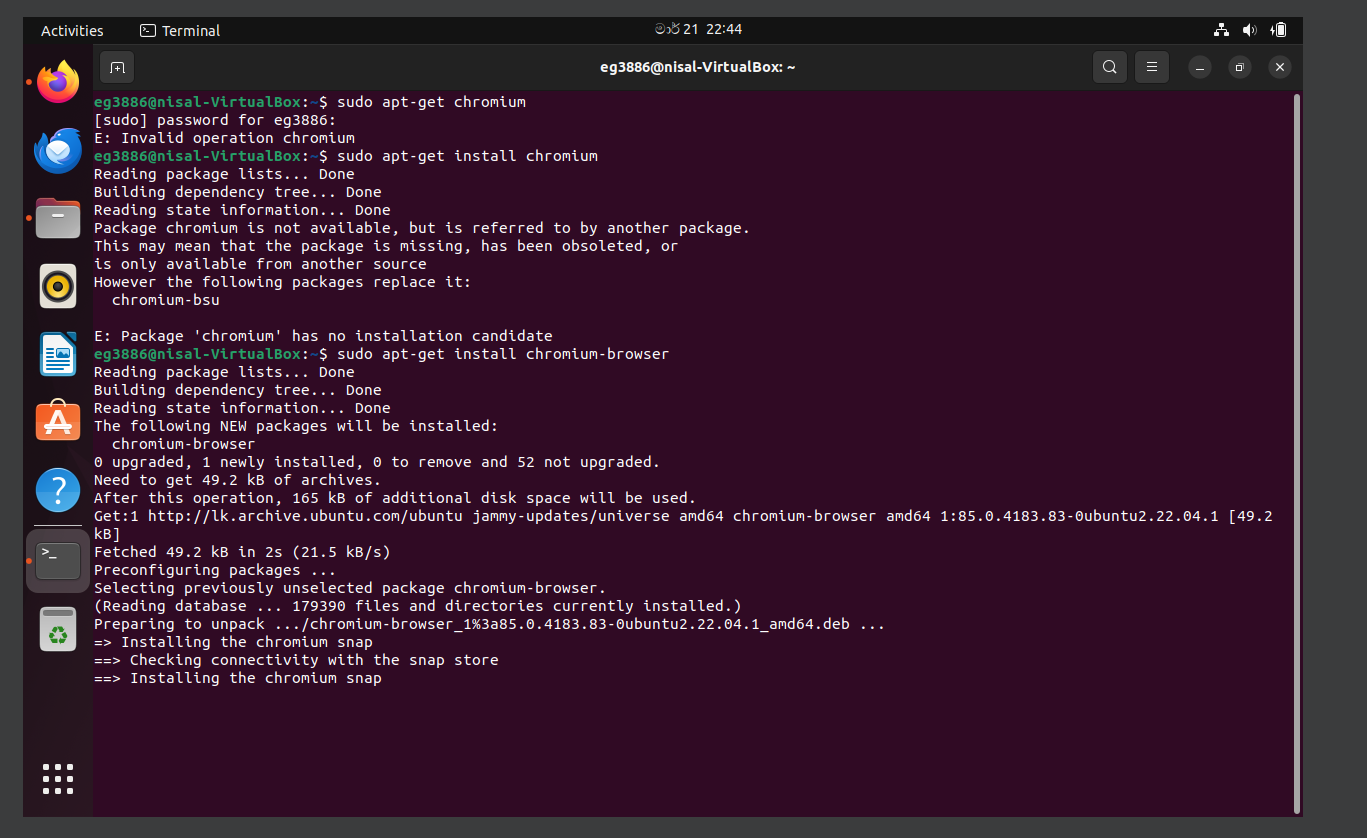 Activities
Terminal
මාර් 21 22:44
eg3886@nisal-VirtualBox: ~
eg3886@nisal-VirtualBox:~$ sudo apt-get chromium
[sudo] password for eg3886:
E: Invalid operation chromium
eg3886@nisal-VirtualBox:~$ sudo apt-get install chromium
Reading package lists... Done
Building dependency tree... Done
Reading state information... Done
Package chromium is not available, but is referred to by another package.
This may mean that the package is missing, has been obsoleted, or
is only available from another source
However the following packages replace it:
  chromium-bsu
E: Package 'chromium' has no installation candidate
eg3886@nisal-VirtualBox:~$ sudo apt-get install chromium-browser
Reading package lists... Done
Building dependency tree... Done
Reading state information... Done
The following NEW packages will be installed:
  chromium-browser
0 upgraded, 1 newly installed, 0 to remove and 52 not upgraded.
Need to get 49.2 kB of archives.
After this operation, 165 kB of additional disk space will be used.
Get:1 http://lk.archive.ubuntu.com/ubuntu jammy-updates/universe amd64 chromium-browser amd64 1:85.0.4183.83-0ubuntu2.22.04.1 [49.2
kB]
Fetched 49.2 kB in 2s (21.5 kB/s)
Preconfiguring packages ...
Selecting previously unselected package chromium-browser.
(Reading database ... 179390 files and directories currently installed.)
Preparing to unpack .../chromium-browser_1%3a85.0.4183.83-0ubuntu2.22.04.1_amd64.deb ...
=> Installing the chromium snap
==> Checking connectivity with the snap store
==> Installing the chromium snap